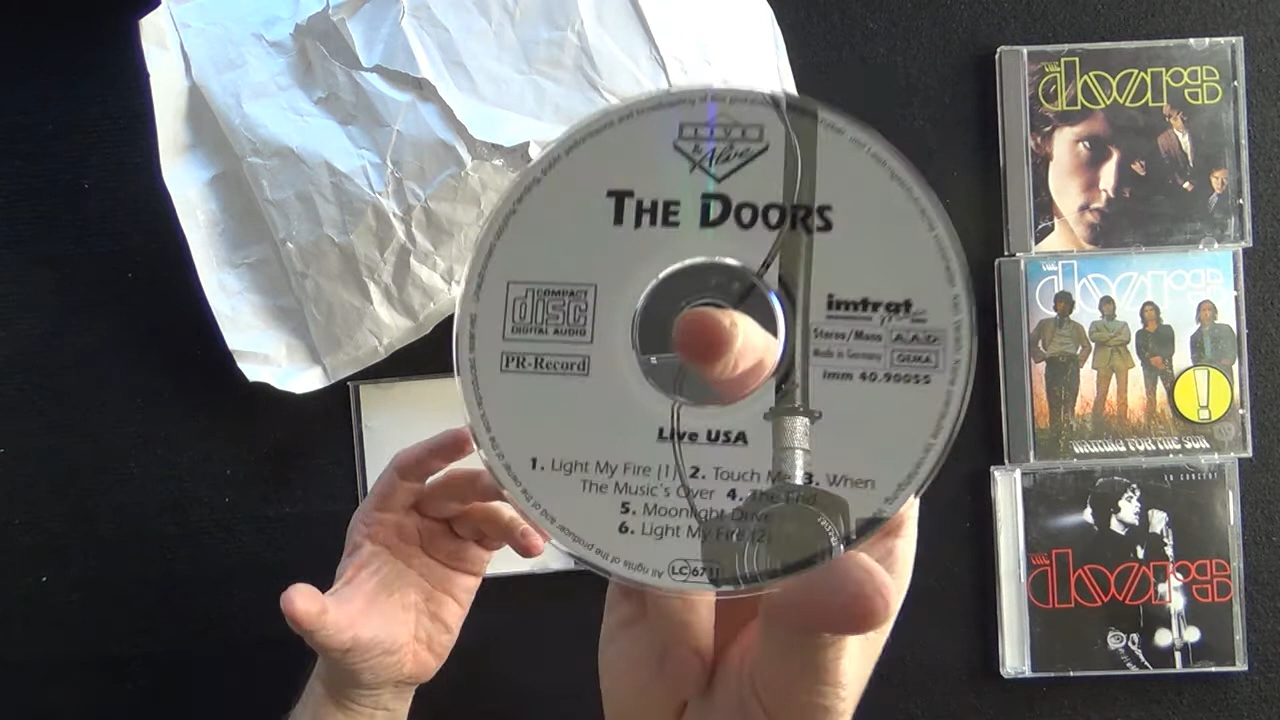 LIVE
& Alive
THE DOORS
COMPACT
disc
DIGITAL AUDIO
PR-Record
imtrat
Stereo/Mono A.A.D.
Made in Germany GEMA
imm 40.90055
Live USA
1. Light My Fire (1) 2. Touch Me 3. When
The Music's Over 4. The End
5. Moonlight Drive
6. Light My Fire (2)
LC 6711
All rights of the producer and of the owner of the
THE
doors
THE
doors
WAITING FOR THE SUN
!
IN CONCERT
THE
doors